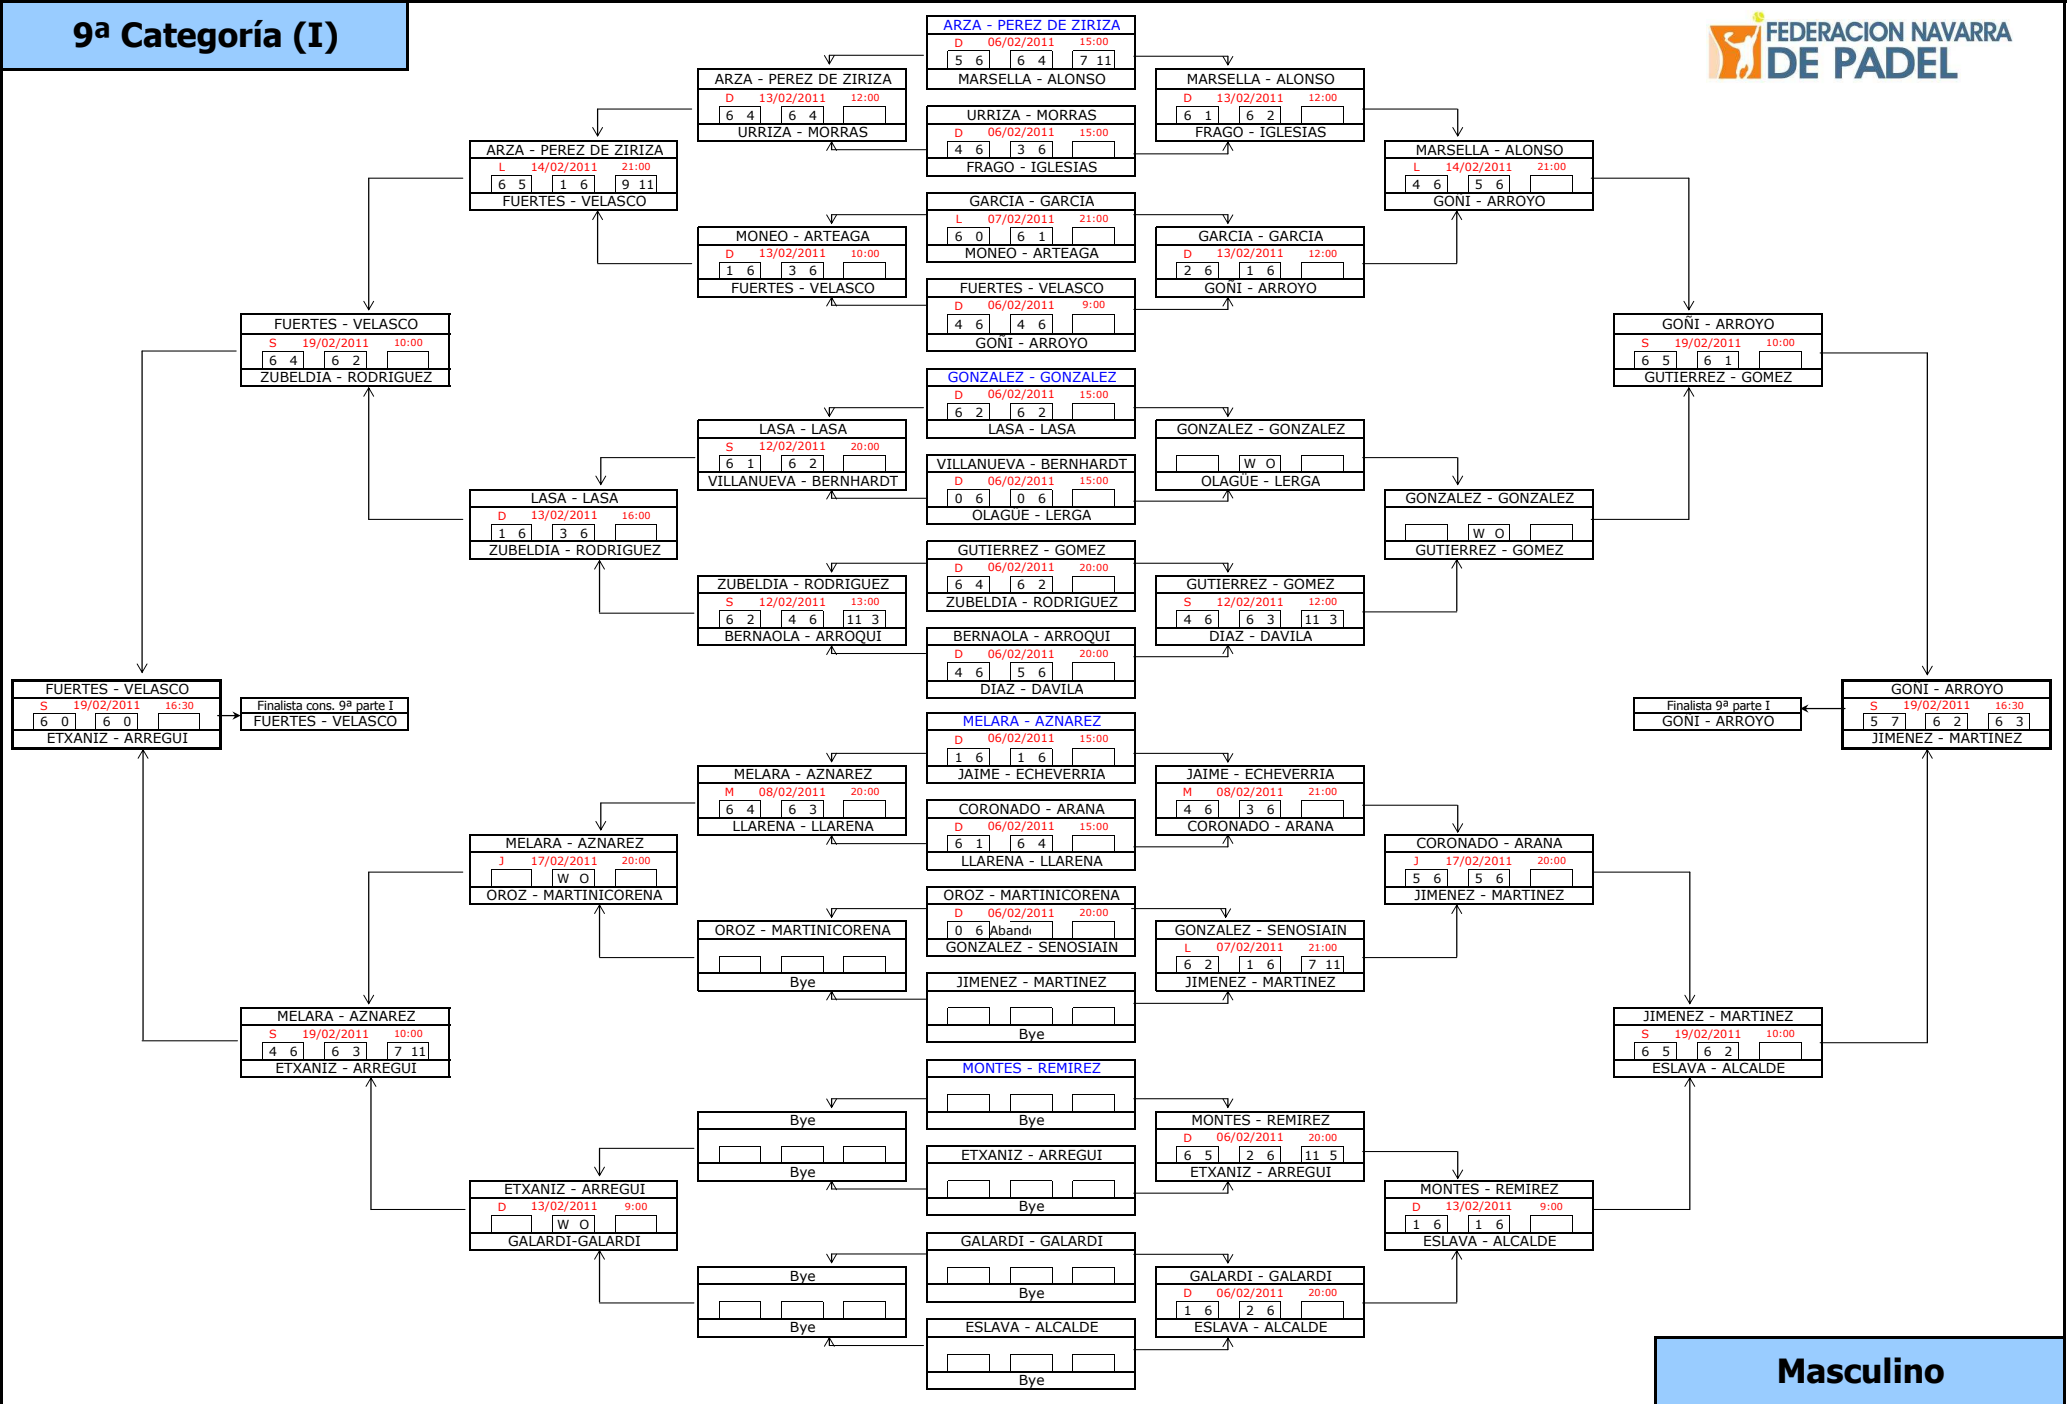 9ª Categoría (I)
FEDERACION NAVARRA
DE PADEL
FUERTES - VELASCO
S 19/02/2011 16:30
6 0 6 0
ETXANIZ - ARREGUI
Finalista cons. 9ª parte I
FUERTES - VELASCO
FUERTES - VELASCO
S 19/02/2011 10:00
6 4 6 2
ZUBELDIA - RODRIGUEZ
MELARA - AZNAREZ
S 19/02/2011 10:00
4 6 6 3 7 11
ETXANIZ - ARREGUI
ARZA - PEREZ DE ZIRIZA
L 14/02/2011 21:00
6 5 1 6 9 11
FUERTES - VELASCO
LASA - LASA
D 13/02/2011 16:00
1 6 3 6
ZUBELDIA - RODRIGUEZ
MELARA - AZNAREZ
J 17/02/2011 20:00
W O
OROZ - MARTINICORENA
ETXANIZ - ARREGUI
D 13/02/2011 9:00
W O
GALARDI-GALARDI
ARZA - PEREZ DE ZIRIZA
D 13/02/2011 12:00
6 4 6 4
URRIZA - MORRAS
MONEO - ARTEAGA
D 13/02/2011 10:00
1 6 3 6
FUERTES - VELASCO
LASA - LASA
S 12/02/2011 20:00
6 1 6 2
VILLANUEVA - BERNHARDT
ZUBELDIA - RODRIGUEZ
S 12/02/2011 13:00
6 2 4 6 11 3
BERNAOLA - ARROQUI
MELARA - AZNAREZ
M 08/02/2011 20:00
6 4 6 3
LLARENA - LLARENA
OROZ - MARTINICORENA
Bye
Bye
Bye
Bye
Bye
ARZA - PEREZ DE ZIRIZA
D 06/02/2011 15:00
5 6 6 4 7 11
MARSELLA - ALONSO
URRIZA - MORRAS
D 06/02/2011 15:00
4 6 3 6
FRAGO - IGLESIAS
GARCIA - GARCIA
L 07/02/2011 21:00
6 0 6 1
MONEO - ARTEAGA
FUERTES - VELASCO
D 06/02/2011 9:00
4 6 4 6
GOÑI - ARROYO
GONZALEZ - GONZALEZ
D 06/02/2011 15:00
6 2 6 2
LASA - LASA
VILLANUEVA - BERNHARDT
D 06/02/2011 15:00
0 6 0 6
OLAGÜE - LERGA
GUTIERREZ - GOMEZ
D 06/02/2011 20:00
6 4 6 2
ZUBELDIA - RODRIGUEZ
BERNAOLA - ARROQUI
D 06/02/2011 20:00
4 6 5 6
DIAZ - DAVILA
MELARA - AZNAREZ
D 06/02/2011 15:00
1 6 1 6
JAIME - ECHEVERRIA
CORONADO - ARANA
D 06/02/2011 15:00
6 1 6 4
LLARENA - LLARENA
OROZ - MARTINICORENA
D 06/02/2011 20:00
0 6 Aband
GONZALEZ - SENOSIAIN
JIMENEZ - MARTINEZ
Bye
MONTES - REMIREZ
Bye
ETXANIZ - ARREGUI
Bye
GALARDI - GALARDI
Bye
ESLAVA - ALCALDE
Bye
MARSELLA - ALONSO
D 13/02/2011 12:00
6 1 6 2
FRAGO - IGLESIAS
GARCIA - GARCIA
D 13/02/2011 12:00
2 6 1 6
GOÑI - ARROYO
GONZALEZ - GONZALEZ
W O
OLAGÜE - LERGA
GUTIERREZ - GOMEZ
S 12/02/2011 12:00
4 6 6 3 11 3
DIAZ - DAVILA
JAIME - ECHEVERRIA
M 08/02/2011 21:00
4 6 3 6
CORONADO - ARANA
GONZALEZ - SENOSIAIN
L 07/02/2011 21:00
6 2 1 6 7 11
JIMENEZ - MARTINEZ
MONTES - REMIREZ
D 06/02/2011 20:00
6 5 2 6 11 5
ETXANIZ - ARREGUI
GALARDI - GALARDI
D 06/02/2011 20:00
1 6 2 6
ESLAVA - ALCALDE
MARSELLA - ALONSO
L 14/02/2011 21:00
4 6 5 6
GOÑI - ARROYO
GONZALEZ - GONZALEZ
W O
GUTIERREZ - GOMEZ
CORONADO - ARANA
J 17/02/2011 20:00
5 6 5 6
JIMENEZ - MARTINEZ
MONTES - REMIREZ
D 13/02/2011 9:00
1 6 1 6
ESLAVA - ALCALDE
GOÑI - ARROYO
S 19/02/2011 10:00
6 5 6 1
GUTIERREZ - GOMEZ
JIMENEZ - MARTINEZ
S 19/02/2011 10:00
6 5 6 2
ESLAVA - ALCALDE
Finalista 9ª parte I
GOÑI - ARROYO
GOÑI - ARROYO
S 19/02/2011 16:30
5 7 6 2 6 3
JIMENEZ - MARTINEZ
Masculino